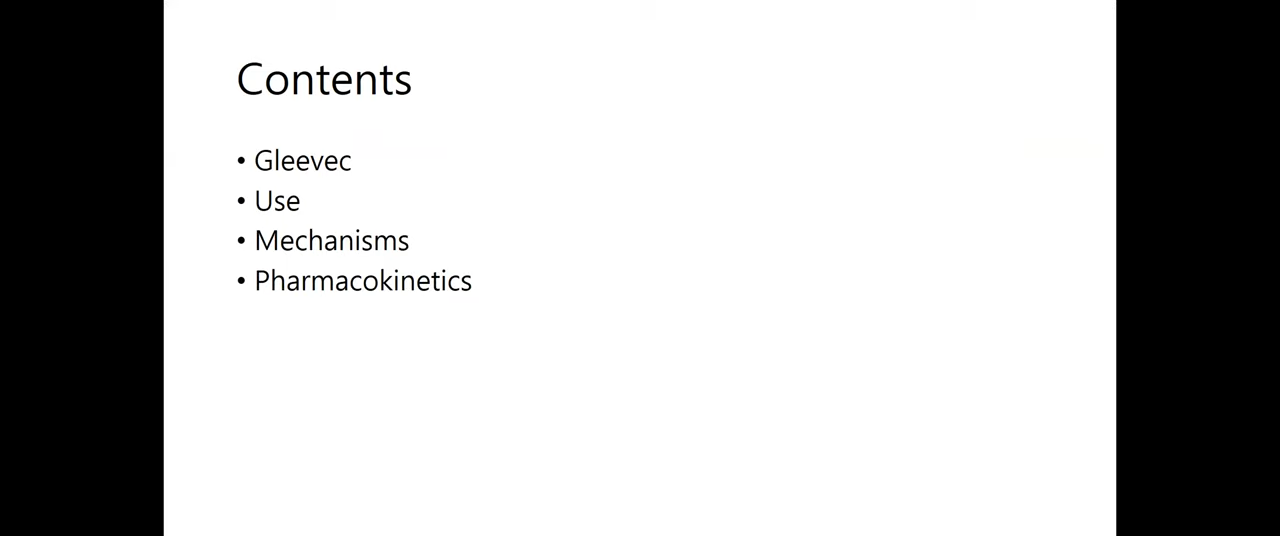 Contents
• Gleevec
• Use
• Mechanisms
• Pharmacokinetics